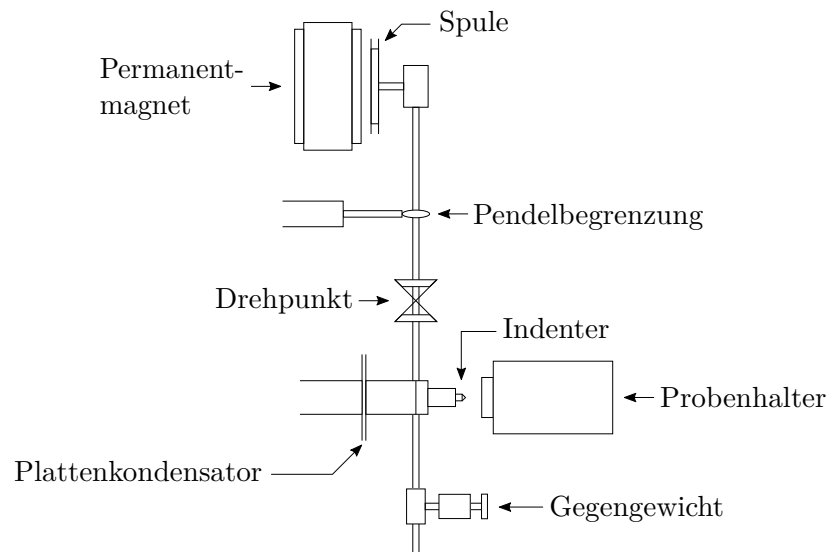 Spule
Permanent-
magnet
Pendelbegrenzung
Drehpunkt
Indenter
Probenhalter
Plattenkondensator
Gegengewicht